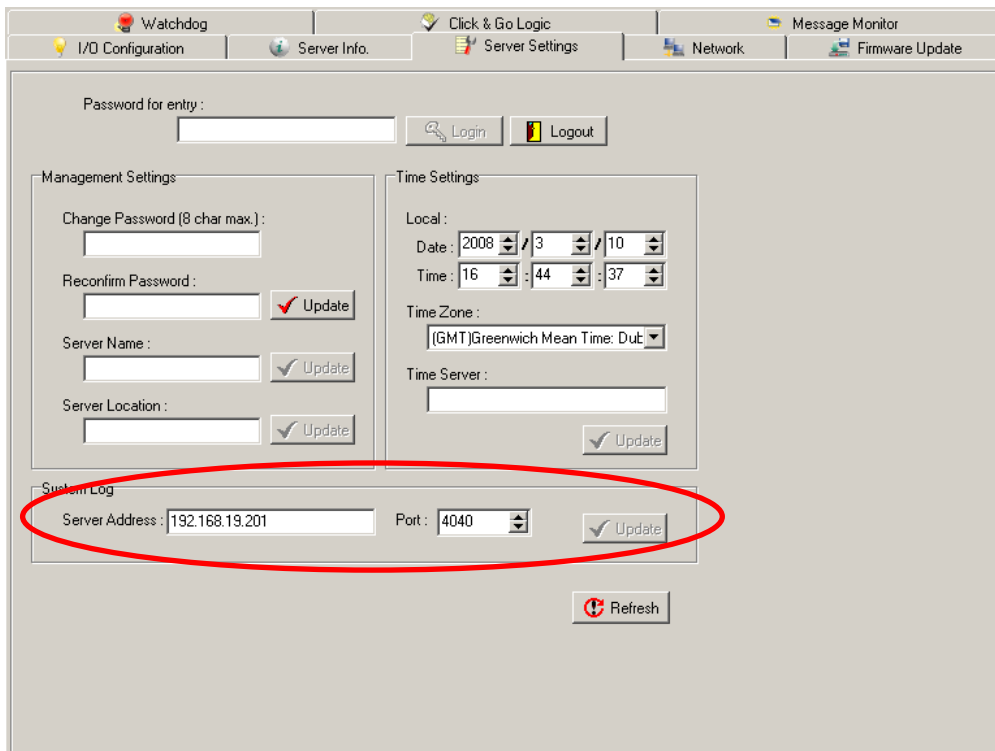 Watchdog Click & Go Logic Message Monitor
I/O Configuration Server Info. Server Settings Network Firmware Update
Password for entry :
Login Logout
Management Settings
Change Password (8 char max.) :
Reconfirm Password :
Update
Server Name :
Update
Server Location :
Update
Time Settings
Local :
Date : 2008 / 3 / 10
Time : 16 : 44 : 37
Time Zone :
(GMT)Greenwich Mean Time: Dub
Time Server :
Update
System Log
Server Address : 192.168.19.201 Port : 4040 Update
Refresh